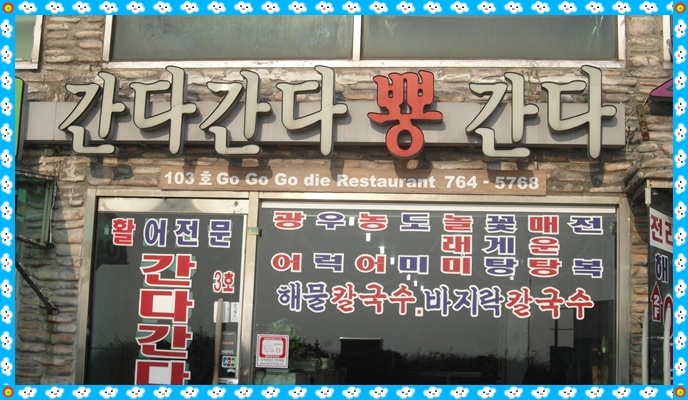 간다간다 뿅 간다
103호 Go Go Go die Restaurant 764 - 5768
활어전문
간다간다
3호
광어
우럭
농어
도미
놀래미
꽃게탕
매운탕
전복
해물칼국수.바지락칼국수
JCB